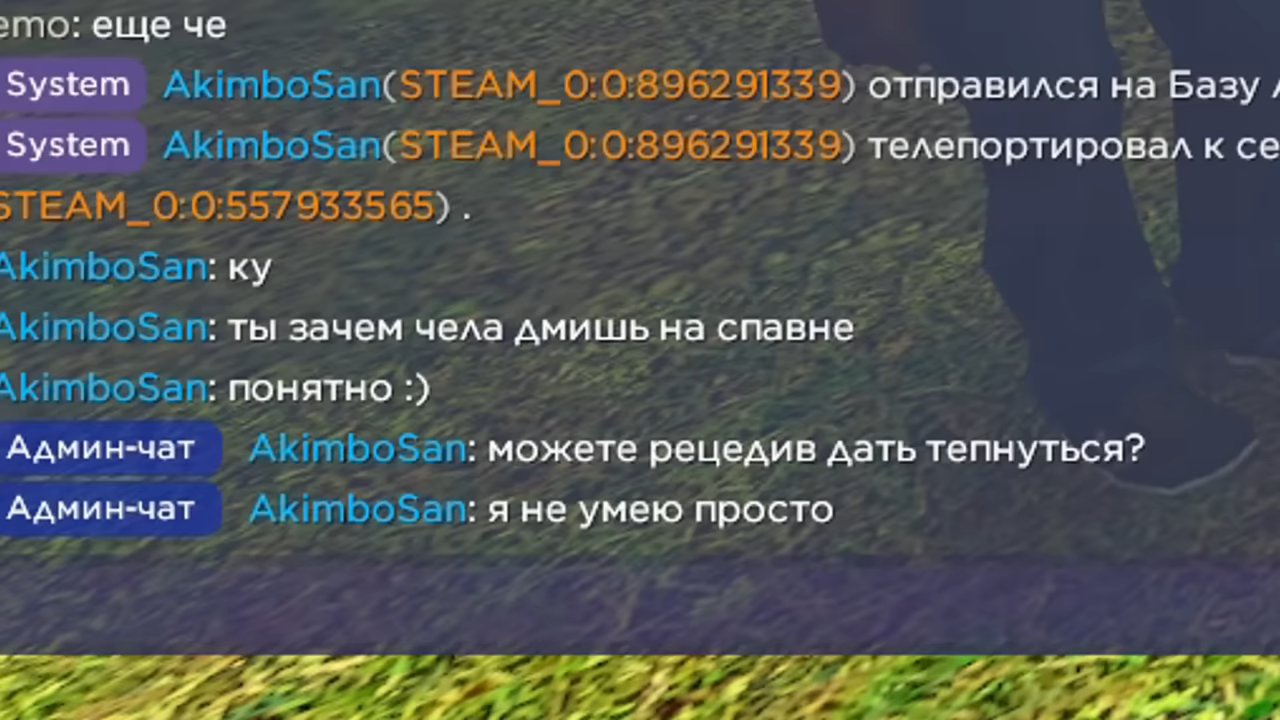 emo: еще че
System AkimboSan(STEAM_0:0:896291339) отправился на Базу
System AkimboSan(STEAM_0:0:896291339) телепортировал к се
STEAM_0:0:557933565) .
AkimboSan: ку
AkimboSan: ты зачем чела дмишь на спавне
AkimboSan: понятно :)
Админ-чат AkimboSan: можете рецедив дать тепнуться?
Админ-чат AkimboSan: я не умею просто